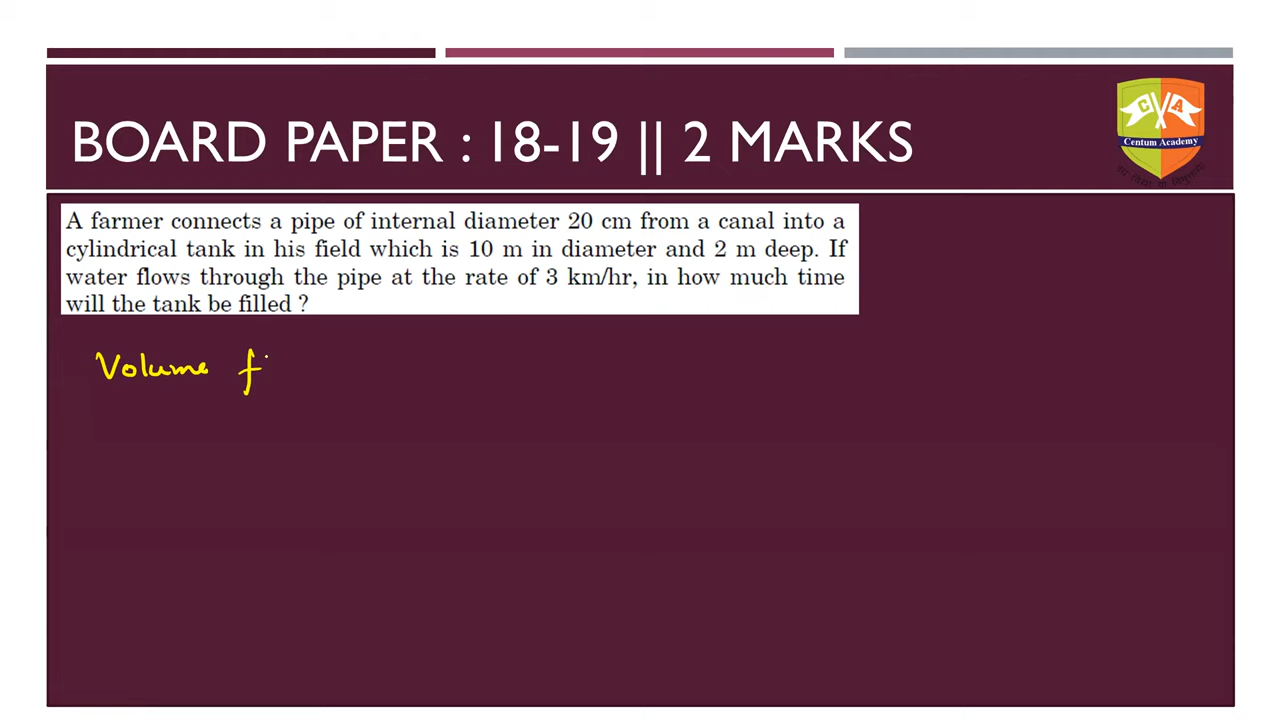 BOARD PAPER : 18-19 || 2 MARKS
C A
Centum Academy
A farmer connects a pipe of internal diameter 20 cm from a canal into a
cylindrical tank in his field which is 10 m in diameter and 2 m deep. If
water flows through the pipe at the rate of 3 km/hr, in how much time
will the tank be filled ?
Volume f